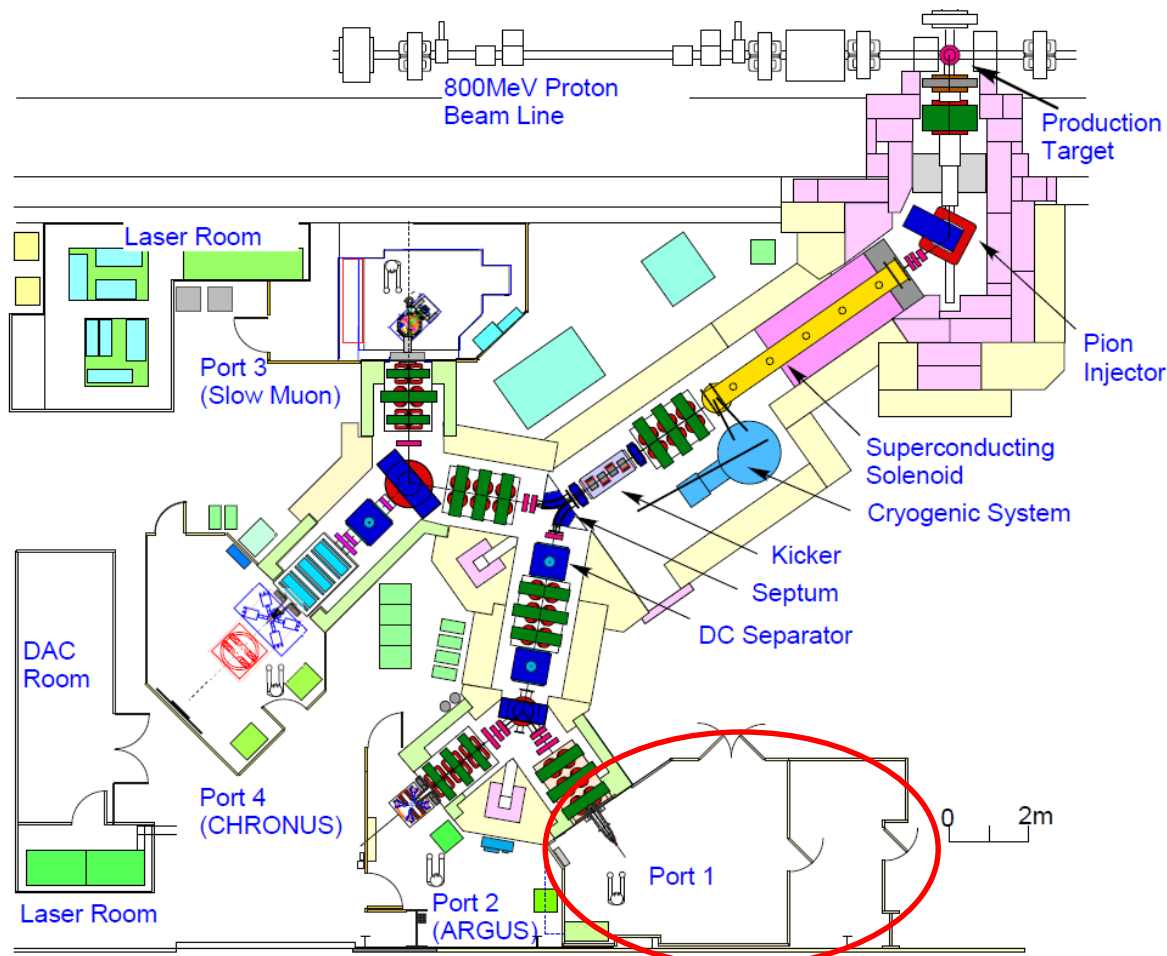 800MeV Proton
Beam Line
Production
Target
Laser Room
Port 3
(Slow Muon)
Pion
Injector
Superconducting
Solenoid
Cryogenic System
Kicker
Septum
DC Separator
DAC
Room
Port 4
(CHRONUS)
0 2m
Port 1
Port 2
(ARGUS)
Laser Room